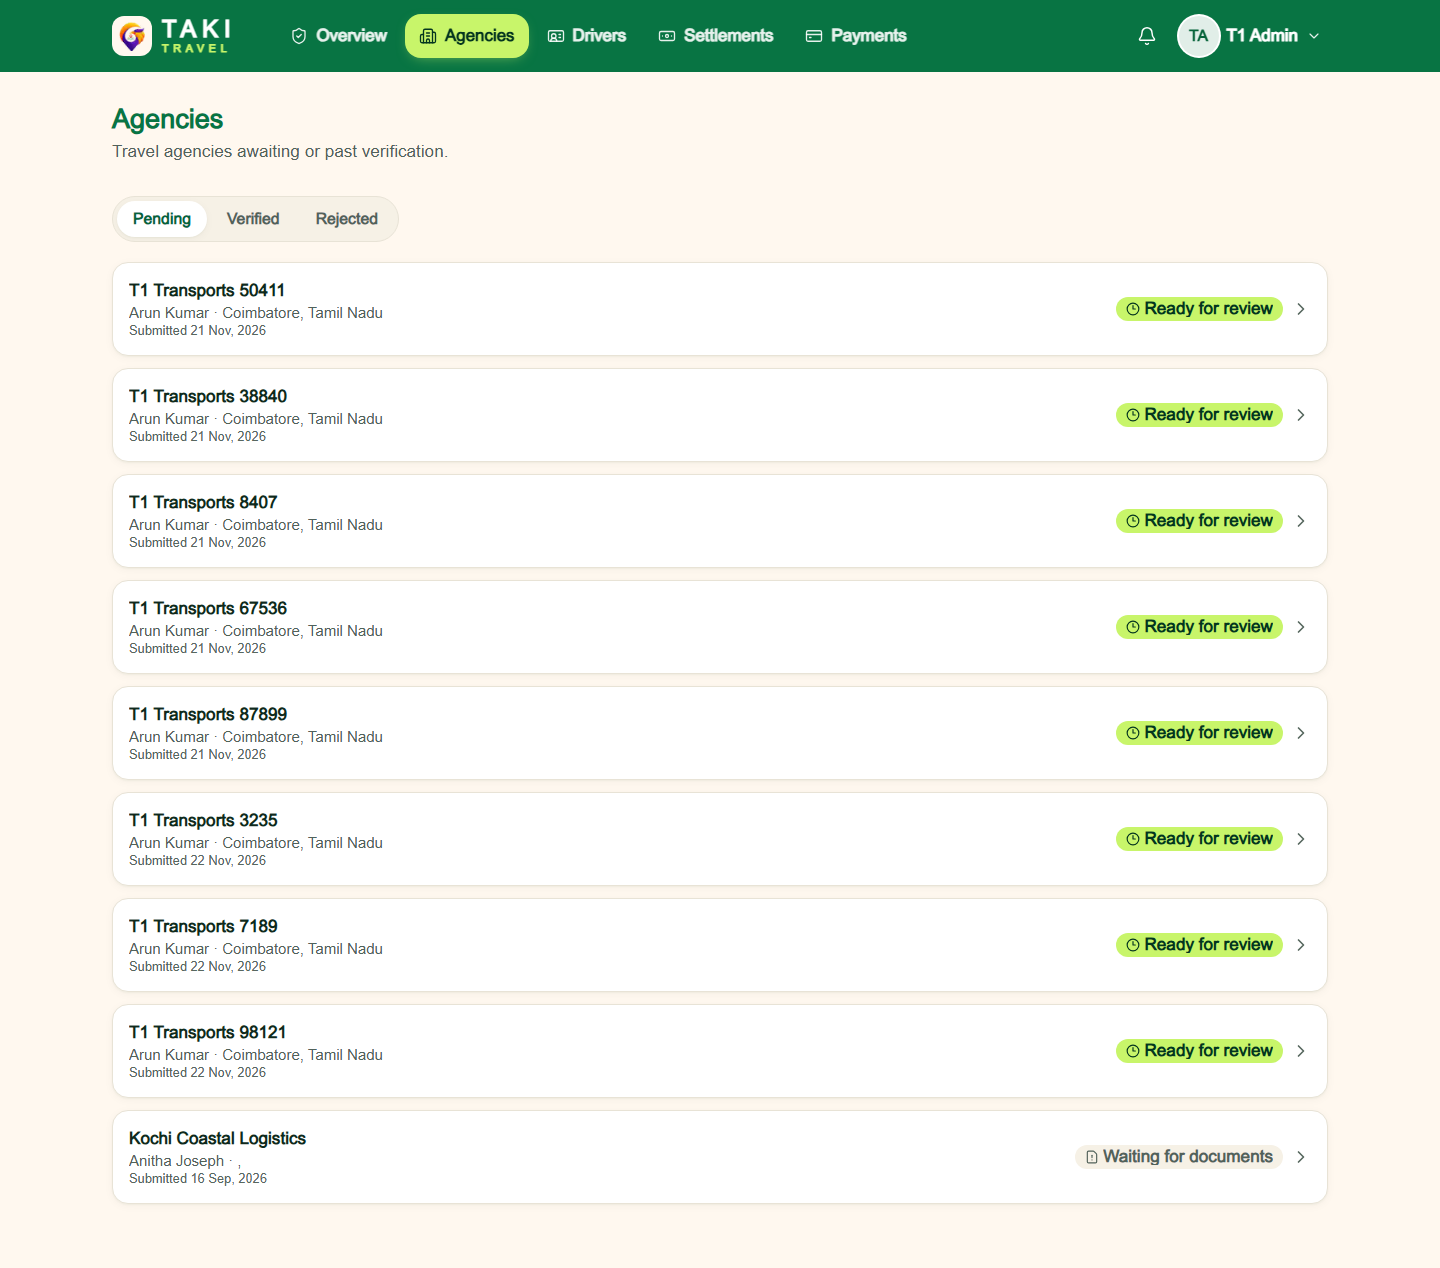 TAKI
TRAVEL
Overview
Agencies
Drivers
Settlements
Payments
TA
T1 Admin
Agencies
Travel agencies awaiting or past verification.
Pending
Verified
Rejected
T1 Transports 50411
Arun Kumar · Coimbatore, Tamil Nadu
Submitted 21 Nov, 2026
Ready for review
T1 Transports 38840
Arun Kumar · Coimbatore, Tamil Nadu
Submitted 21 Nov, 2026
Ready for review
T1 Transports 8407
Arun Kumar · Coimbatore, Tamil Nadu
Submitted 21 Nov, 2026
Ready for review
T1 Transports 67536
Arun Kumar · Coimbatore, Tamil Nadu
Submitted 21 Nov, 2026
Ready for review
T1 Transports 87899
Arun Kumar · Coimbatore, Tamil Nadu
Submitted 21 Nov, 2026
Ready for review
T1 Transports 3235
Arun Kumar · Coimbatore, Tamil Nadu
Submitted 22 Nov, 2026
Ready for review
T1 Transports 7189
Arun Kumar · Coimbatore, Tamil Nadu
Submitted 22 Nov, 2026
Ready for review
T1 Transports 98121
Arun Kumar · Coimbatore, Tamil Nadu
Submitted 22 Nov, 2026
Ready for review
Kochi Coastal Logistics
Anitha Joseph · ,
Submitted 16 Sep, 2026
Waiting for documents